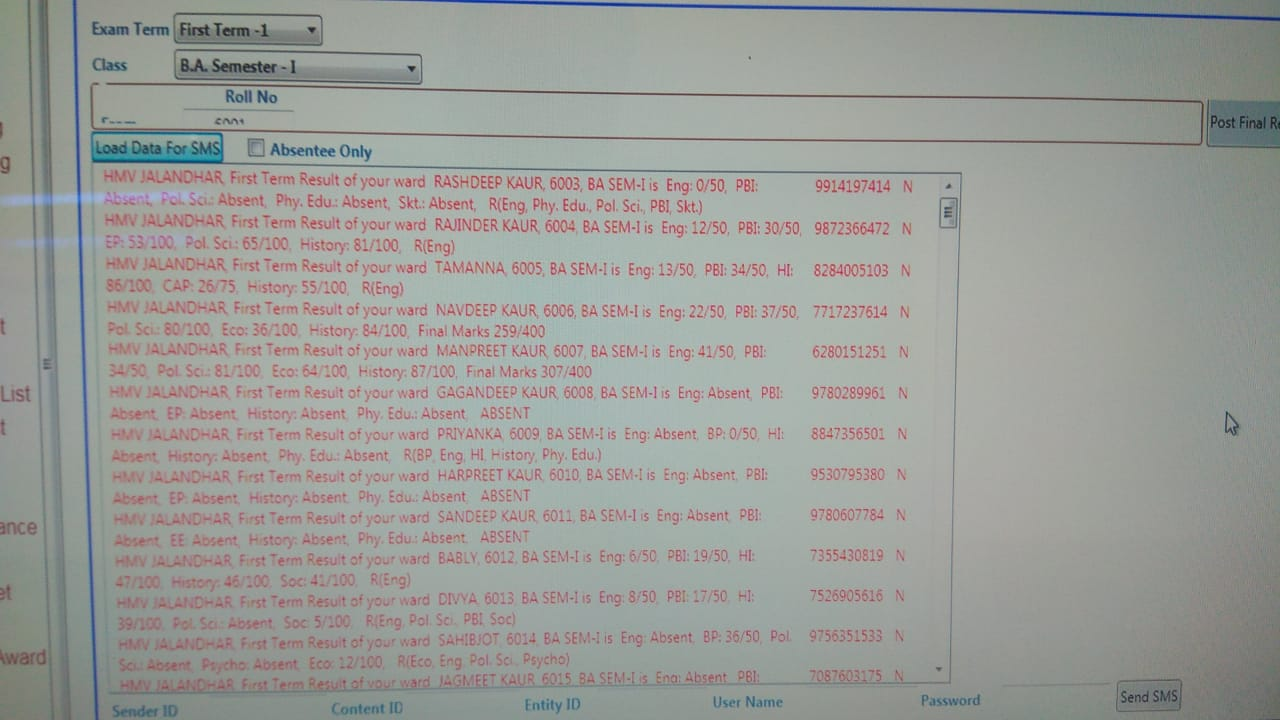 Exam Term First Term -1
Class B.A. Semester - I
Roll No
6001
Post Final Re
Load Data For SMS Absentee Only
HMV JALANDHAR, First Term Result of your ward RASHDEEP KAUR, 6003, BA SEM-I is Eng: 0/50, PBI: 9914197414 N
Absent, Pol. Sci.: Absent, Phy. Edu.: Absent, Skt.: Absent, R(Eng, Phy. Edu., Pol. Sci., PBI, Skt.)
HMV JALANDHAR, First Term Result of your ward RAJINDER KAUR, 6004, BA SEM-I is Eng: 12/50, PBI: 30/50, 9872366472 N
EP: 53/100, Pol. Sci.: 65/100, History: 81/100, R(Eng)
HMV JALANDHAR, First Term Result of your ward TAMANNA, 6005, BA SEM-I is Eng: 13/50, PBI: 34/50, HI: 8284005103 N
86/100, CAP: 26/75, History: 55/100, R(Eng)
HMV JALANDHAR, First Term Result of your ward NAVDEEP KAUR, 6006, BA SEM-I is Eng: 22/50, PBI: 37/50, 7717237614 N
Pol. Sci.: 80/100, Eco: 36/100, History: 84/100, Final Marks 259/400
HMV JALANDHAR, First Term Result of your ward MANPREET KAUR, 6007, BA SEM-I is Eng: 41/50, PBI: 6280151251 N
34/50, Pol. Sci.: 81/100, Eco: 64/100, History: 87/100, Final Marks 307/400
HMV JALANDHAR, First Term Result of your ward GAGANDEEP KAUR, 6008, BA SEM-I is Eng: Absent, PBI: 9780289961 N
Absent, EP: Absent, History: Absent, Phy. Edu.: Absent, ABSENT
HMV JALANDHAR, First Term Result of your ward PRIYANKA, 6009, BA SEM-I is Eng: Absent, BP: 0/50, HI: 8847356501 N
Absent, History: Absent, Phy. Edu.: Absent, R(BP, Eng, HI, History, Phy. Edu.)
HMV JALANDHAR, First Term Result of your ward HARPREET KAUR, 6010, BA SEM-I is Eng: Absent, PBI: 9530795380 N
Absent, EP: Absent, History: Absent, Phy. Edu.: Absent, ABSENT
HMV JALANDHAR, First Term Result of your ward SANDEEP KAUR, 6011, BA SEM-I is Eng: Absent, PBI: 9780607784 N
Absent, EE: Absent, History: Absent, Phy. Edu.: Absent, ABSENT
HMV JALANDHAR, First Term Result of your ward BABLY, 6012, BA SEM-I is Eng: 6/50, PBI: 19/50, HI: 7355430819 N
47/100, History: 46/100, Soc: 41/100, R(Eng)
HMV JALANDHAR, First Term Result of your ward DIVYA, 6013, BA SEM-I is Eng: 8/50, PBI: 17/50, HI: 7526905616 N
39/100, Pol. Sci.: Absent, Soc: 5/100, R(Eng, Pol. Sci., PBI, Soc)
HMV JALANDHAR, First Term Result of your ward SAHIBJOT, 6014, BA SEM-I is Eng: Absent, BP: 36/50, Pol. 9756351533 N
Sci.: Absent, Psycho: Absent, Eco: 12/100, R(Eco, Eng, Pol. Sci., Psycho)
HMV JALANDHAR, First Term Result of your ward JAGMEET KAUR, 6015, BA SEM-I is Eng: Absent, PBI: 7087603175 N
Sender ID Content ID Entity ID User Name Password Send SMS
g
t
List
t
ance
et
Award